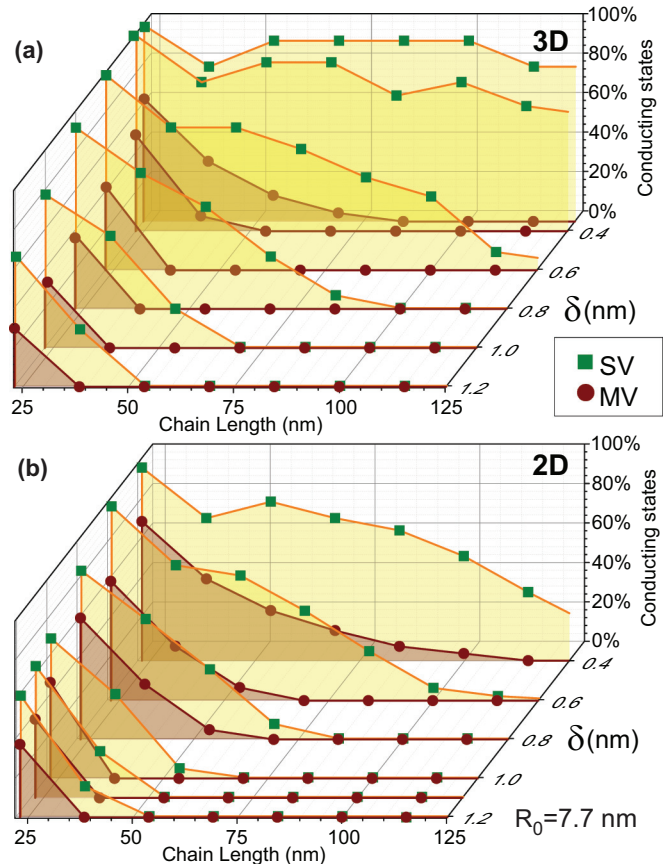 (a)
3D
100%
80%
60%
40%
20%
0%
Conducting states
0.4
0.6
0.8
1.0
1.2
δ(nm)
SV
MV
25 50 75 100 125
Chain Length (nm)
(b)
2D
100%
80%
60%
40%
20%
0%
Conducting states
0.4
0.6
0.8
1.0
1.2
δ(nm)
R₀=7.7 nm
25 50 75 100 125
Chain Length (nm)